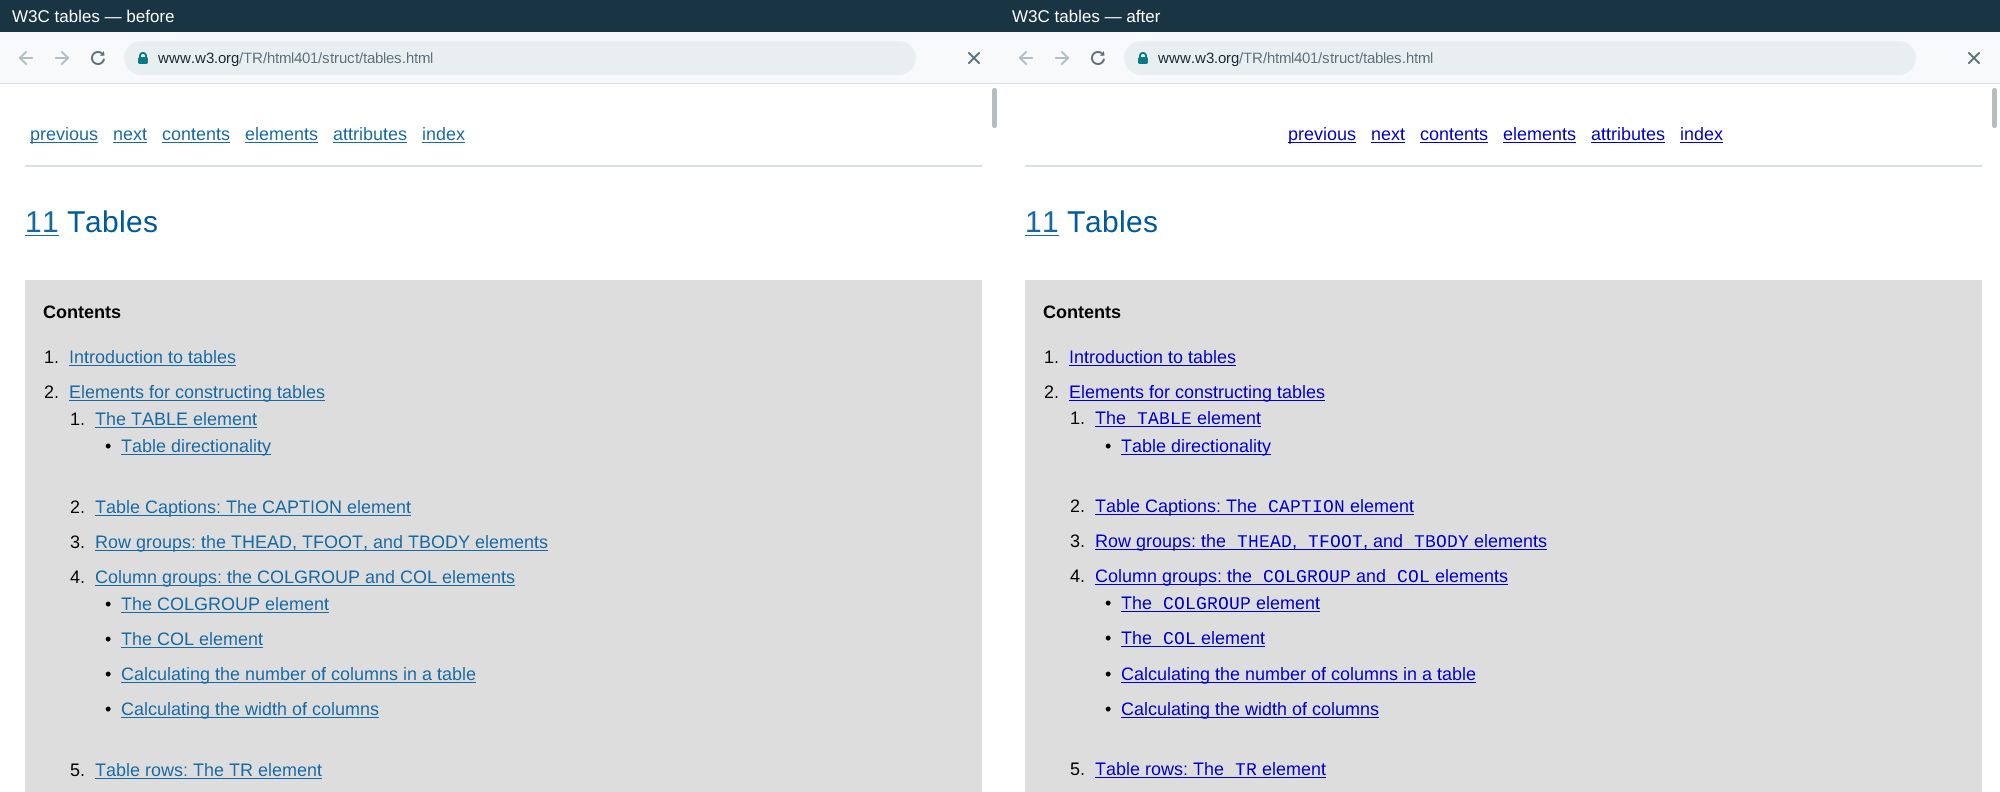 W3C tables — before
www.w3.org/TR/html401/struct/tables.html
previous next contents elements attributes index
11 Tables
Contents
1. Introduction to tables
2. Elements for constructing tables
1. The TABLE element
• Table directionality
2. Table Captions: The CAPTION element
3. Row groups: the THEAD, TFOOT, and TBODY elements
4. Column groups: the COLGROUP and COL elements
• The COLGROUP element
• The COL element
• Calculating the number of columns in a table
• Calculating the width of columns
5. Table rows: The TR element
W3C tables — after
www.w3.org/TR/html401/struct/tables.html
previous next contents elements attributes index
11 Tables
Contents
1. Introduction to tables
2. Elements for constructing tables
1. The TABLE element
• Table directionality
2. Table Captions: The CAPTION element
3. Row groups: the THEAD, TFOOT, and TBODY elements
4. Column groups: the COLGROUP and COL elements
• The COLGROUP element
• The COL element
• Calculating the number of columns in a table
• Calculating the width of columns
5. Table rows: The TR element